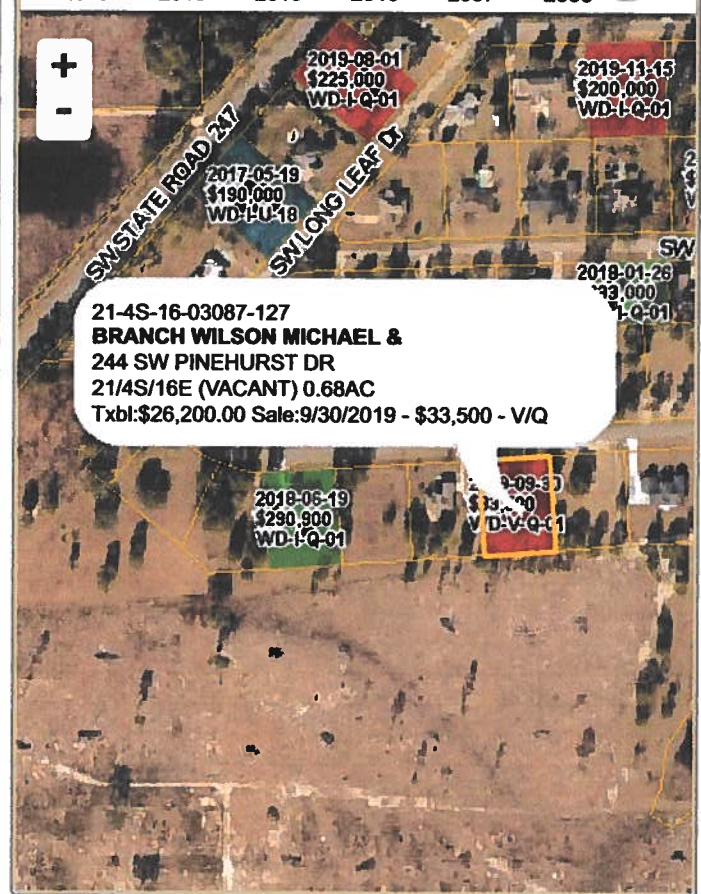 +
-
2019-08-01
$225,000
WD-I-Q-01
2019-11-15
$200,000
WD-I-Q-01
SW STATE ROAD 247
2017-05-19
$190,000
WD-I-U-18
SW LONG LEAF Dr
SW
2018-01-26
21-4S-16-03087-127
BRANCH WILSON MICHAEL &
244 SW PINEHURST DR
21/4S/16E (VACANT) 0.68AC
Txbl:$26,200.00 Sale:9/30/2019 - $33,500 - V/Q
2018-06-19
$290,900
WD-I-Q-01
WD-V-Q-01